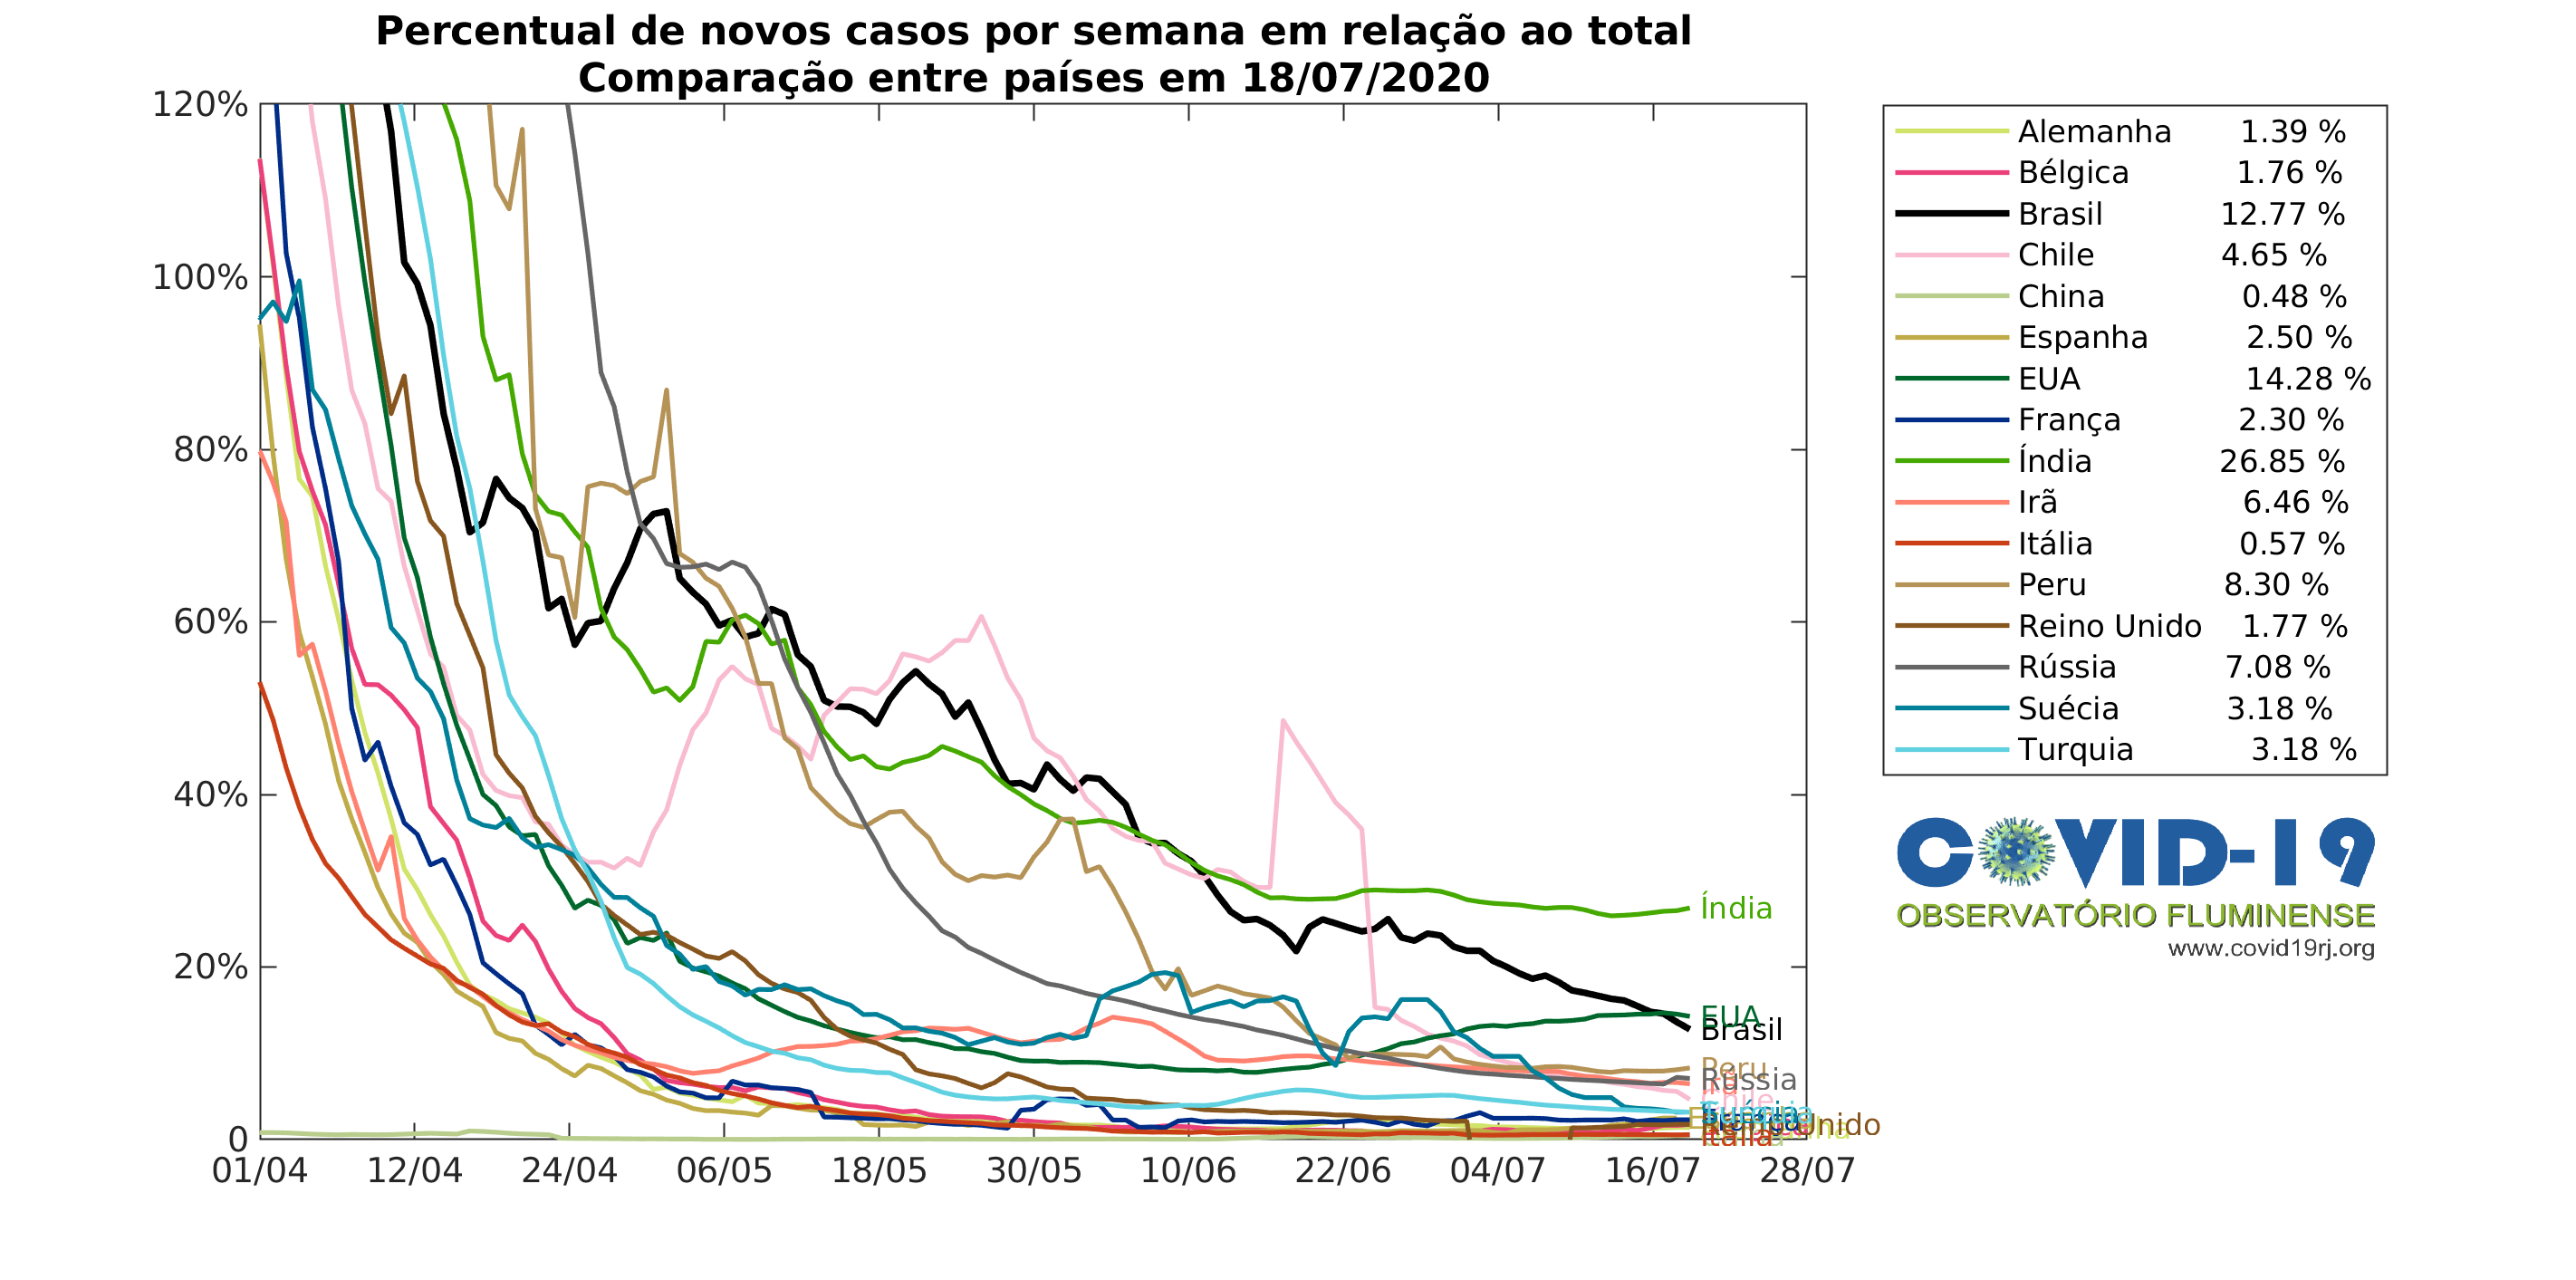 Percentual de novos casos por semana em relação ao total
Comparação entre países em 18/07/2020
120%
100%
80%
60%
40%
20%
0
01/04 12/04 24/04 06/05 18/05 30/05 10/06 22/06 04/07 16/07 28/07
Índia
EUA
Brasil
Peru
Rússia
Chile
Turquia
Itália
Alemanha 1.39 %
Bélgica 1.76 %
Brasil 12.77 %
Chile 4.65 %
China 0.48 %
Espanha 2.50 %
EUA 14.28 %
França 2.30 %
Índia 26.85 %
Irã 6.46 %
Itália 0.57 %
Peru 8.30 %
Reino Unido 1.77 %
Rússia 7.08 %
Suécia 3.18 %
Turquia 3.18 %
COVID-19
OBSERVATÓRIO FLUMINENSE
www.covid19rj.org